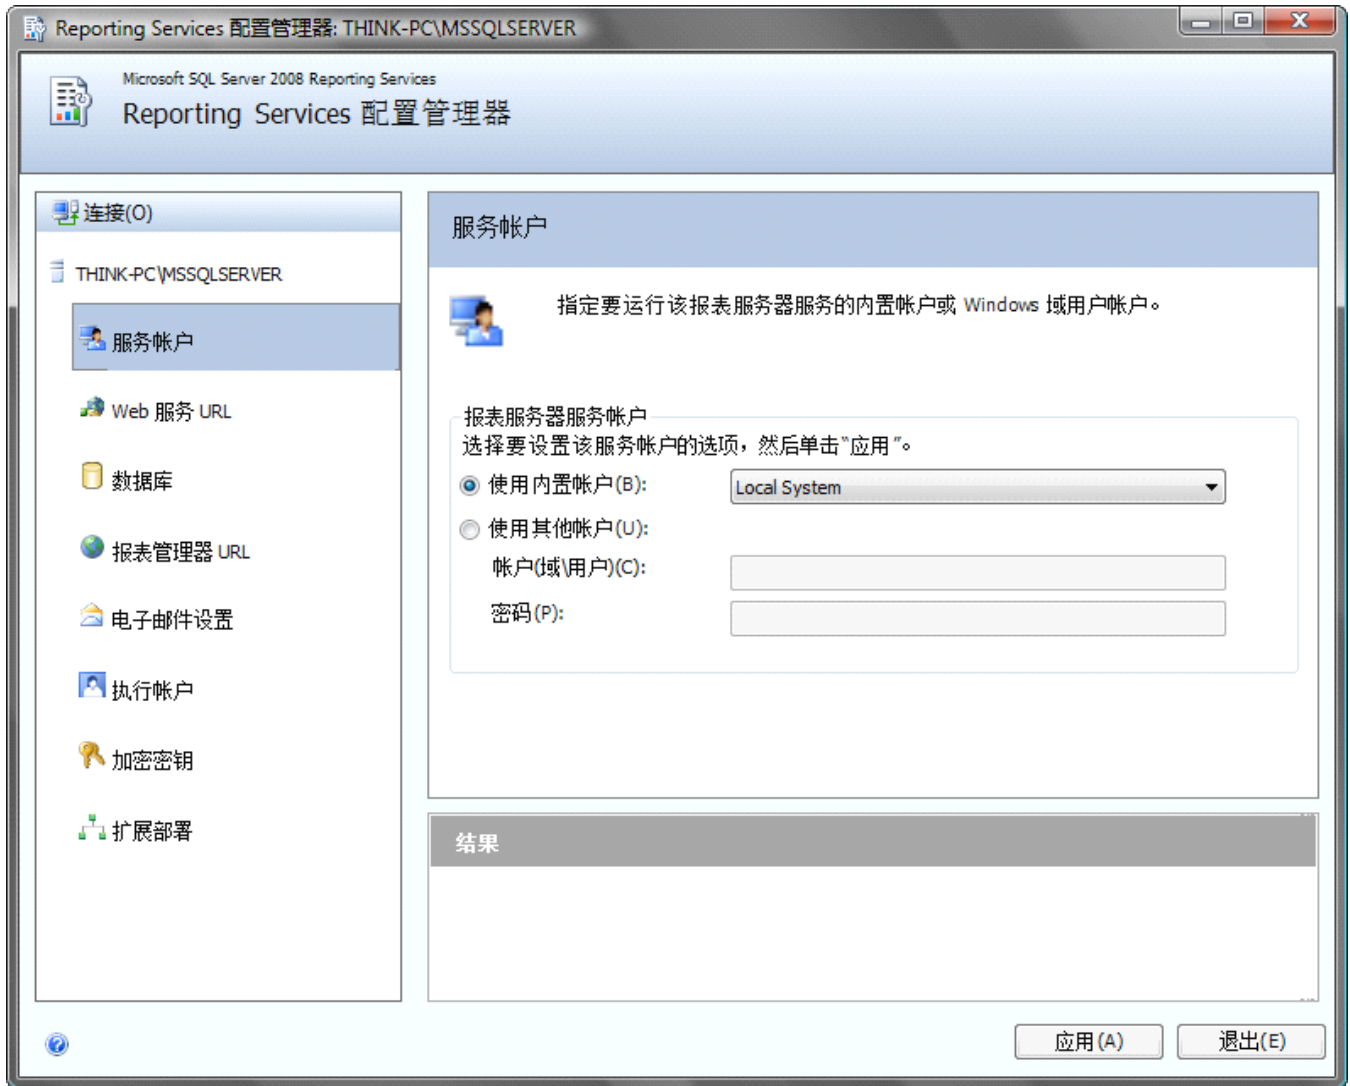 Reporting Services 配置管理器: THINK-PC\MSSQLSERVER
Microsoft SQL Server 2008 Reporting Services
Reporting Services 配置管理器
连接(O)
THINK-PC\MSSQLSERVER
服务帐户
Web 服务 URL
数据库
报表管理器 URL
电子邮件设置
执行帐户
加密密钥
扩展部署
服务帐户
指定要运行该报表服务器服务的内置帐户或 Windows 域用户帐户。
报表服务器服务帐户
选择要设置该服务帐户的选项，然后单击“应用”。
使用内置帐户(B):
Local System
使用其他帐户(U):
帐户(域\用户)(C):
密码(P):
结果
应用(A)
退出(E)